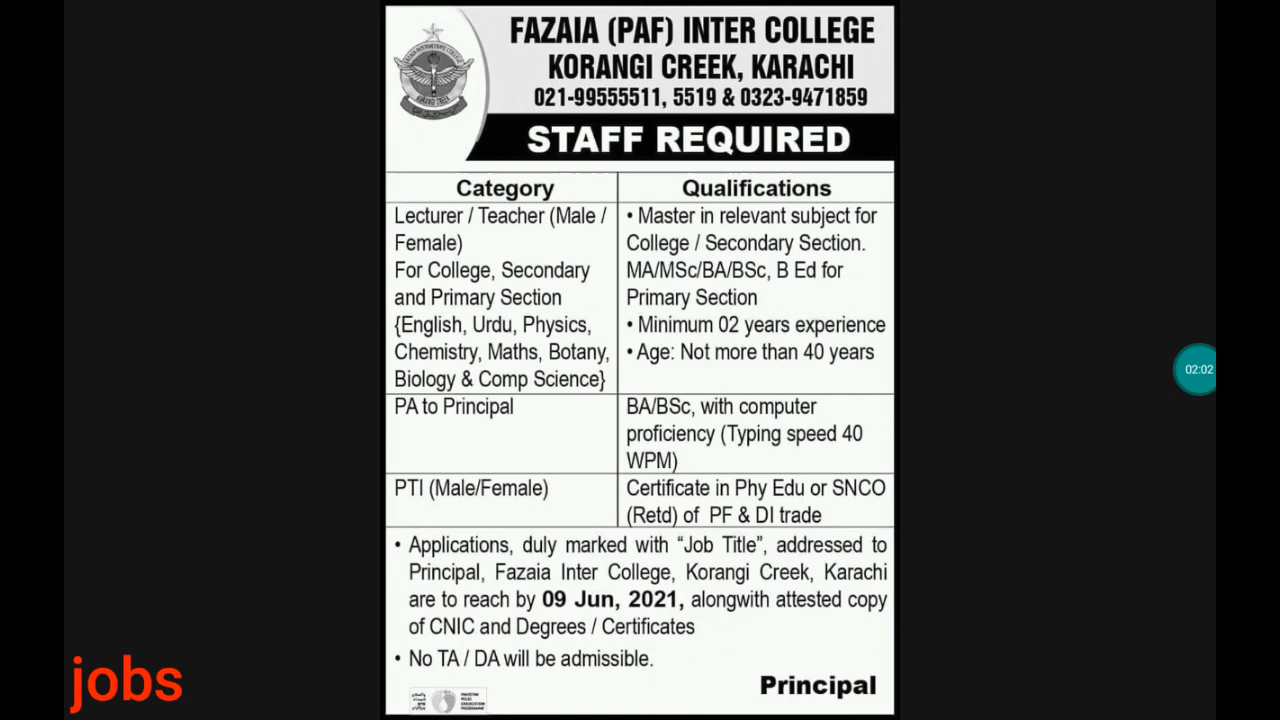 FAZAIA (PAF) INTER COLLEGE
KORANGI CREEK, KARACHI
021-99555511, 5519 & 0323-9471859
STAFF REQUIRED
Category
Qualifications
Lecturer / Teacher (Male /
Female)
For College, Secondary
and Primary Section
{English, Urdu, Physics,
Chemistry, Maths, Botany,
Biology & Comp Science}
• Master in relevant subject for
College / Secondary Section.
MA/MSc/BA/BSc, B Ed for
Primary Section
• Minimum 02 years experience
• Age: Not more than 40 years
PA to Principal
BA/BSc, with computer
proficiency (Typing speed 40
WPM)
PTI (Male/Female)
Certificate in Phy Edu or SNCO
(Retd) of PF & DI trade
• Applications, duly marked with “Job Title”, addressed to
Principal, Fazaia Inter College, Korangi Creek, Karachi
are to reach by 09 Jun, 2021, alongwith attested copy
of CNIC and Degrees / Certificates
• No TA / DA will be admissible.
Principal
PAKISTAN
POLIO
ERADICATION
PROGRAMME
jobs
02:02